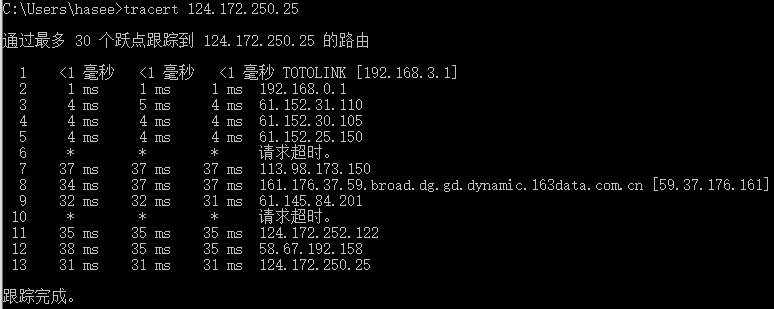 C:\Users\hasee>tracert 124.172.250.25
通过最多 30 个跃点跟踪到 124.172.250.25 的路由
1 <1 毫秒 <1 毫秒 <1 毫秒 TOTOLINK [192.168.3.1]
2 1 ms 1 ms 1 ms 192.168.0.1
3 4 ms 5 ms 4 ms 61.152.31.110
4 4 ms 4 ms 4 ms 61.152.30.105
5 4 ms 4 ms 4 ms 61.152.25.150
6 * * * 请求超时。
7 37 ms 37 ms 37 ms 113.98.173.150
8 34 ms 37 ms 37 ms 161.176.37.59.broad.dg.gd.dynamic.163data.com.cn [59.37.176.161]
9 32 ms 32 ms 31 ms 61.145.84.201
10 * * * 请求超时。
11 35 ms 35 ms 35 ms 124.172.252.122
12 38 ms 35 ms 35 ms 58.67.192.158
13 31 ms 31 ms 31 ms 124.172.250.25
跟踪完成。